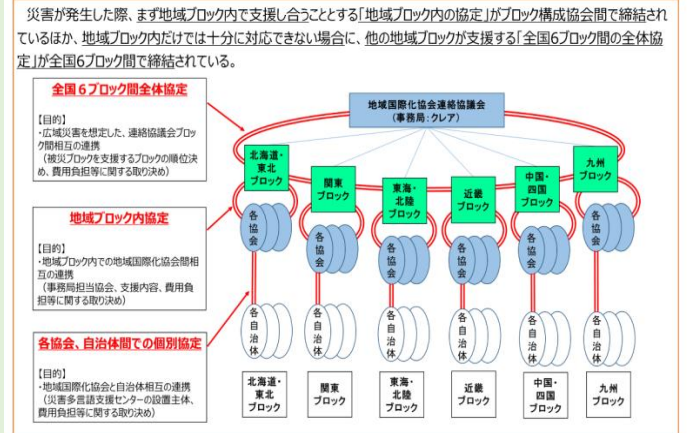 災害が発生した際、まず地域ブロック内で支援し合うこととする「地域ブロック内の協定」がブロック構成協会間で締結さ
れているほか、地域ブロック内だけでは十分に対応できない場合に、他の地域ブロックが支援する「全国6ブロック間の全体協
定」が全国6ブロック間で締結されている。
全国6ブロック間全体協定
【目的】
・広域災害を想定した、連絡協議会ブロッ
ク間相互の連携
(被災ブロックを支援するブロックの順位決
め、費用負担等に関する取り決め)
地域ブロック内協定
【目的】
・地域ブロック内での地域国際化協会間相
互の連携
(事務局担当協会、支援内容、費用負
担等に関する取り決め)
各協会、自治体間での個別協定
【目的】
・地域国際化協会と自治体相互の連携
(災害多言語支援センターの設置主体、
費用負担等に関する取り決め)
地域国際化協会連絡協議会
(事務局:クレア)
北海道・
東北
ブロック
関東
ブロック
東海・
北陸
ブロック
近畿
ブロック
中国・
四国
ブロック
九州
ブロック
各協会
各協会
各協会
各協会
各協会
各協会
各自治体
各自治体
各自治体
各自治体
各自治体
各自治体
北海道・
東北
ブロック
関東
ブロック
東海・
北陸
ブロック
近畿
ブロック
中国・
四国
ブロック
九州
ブロック